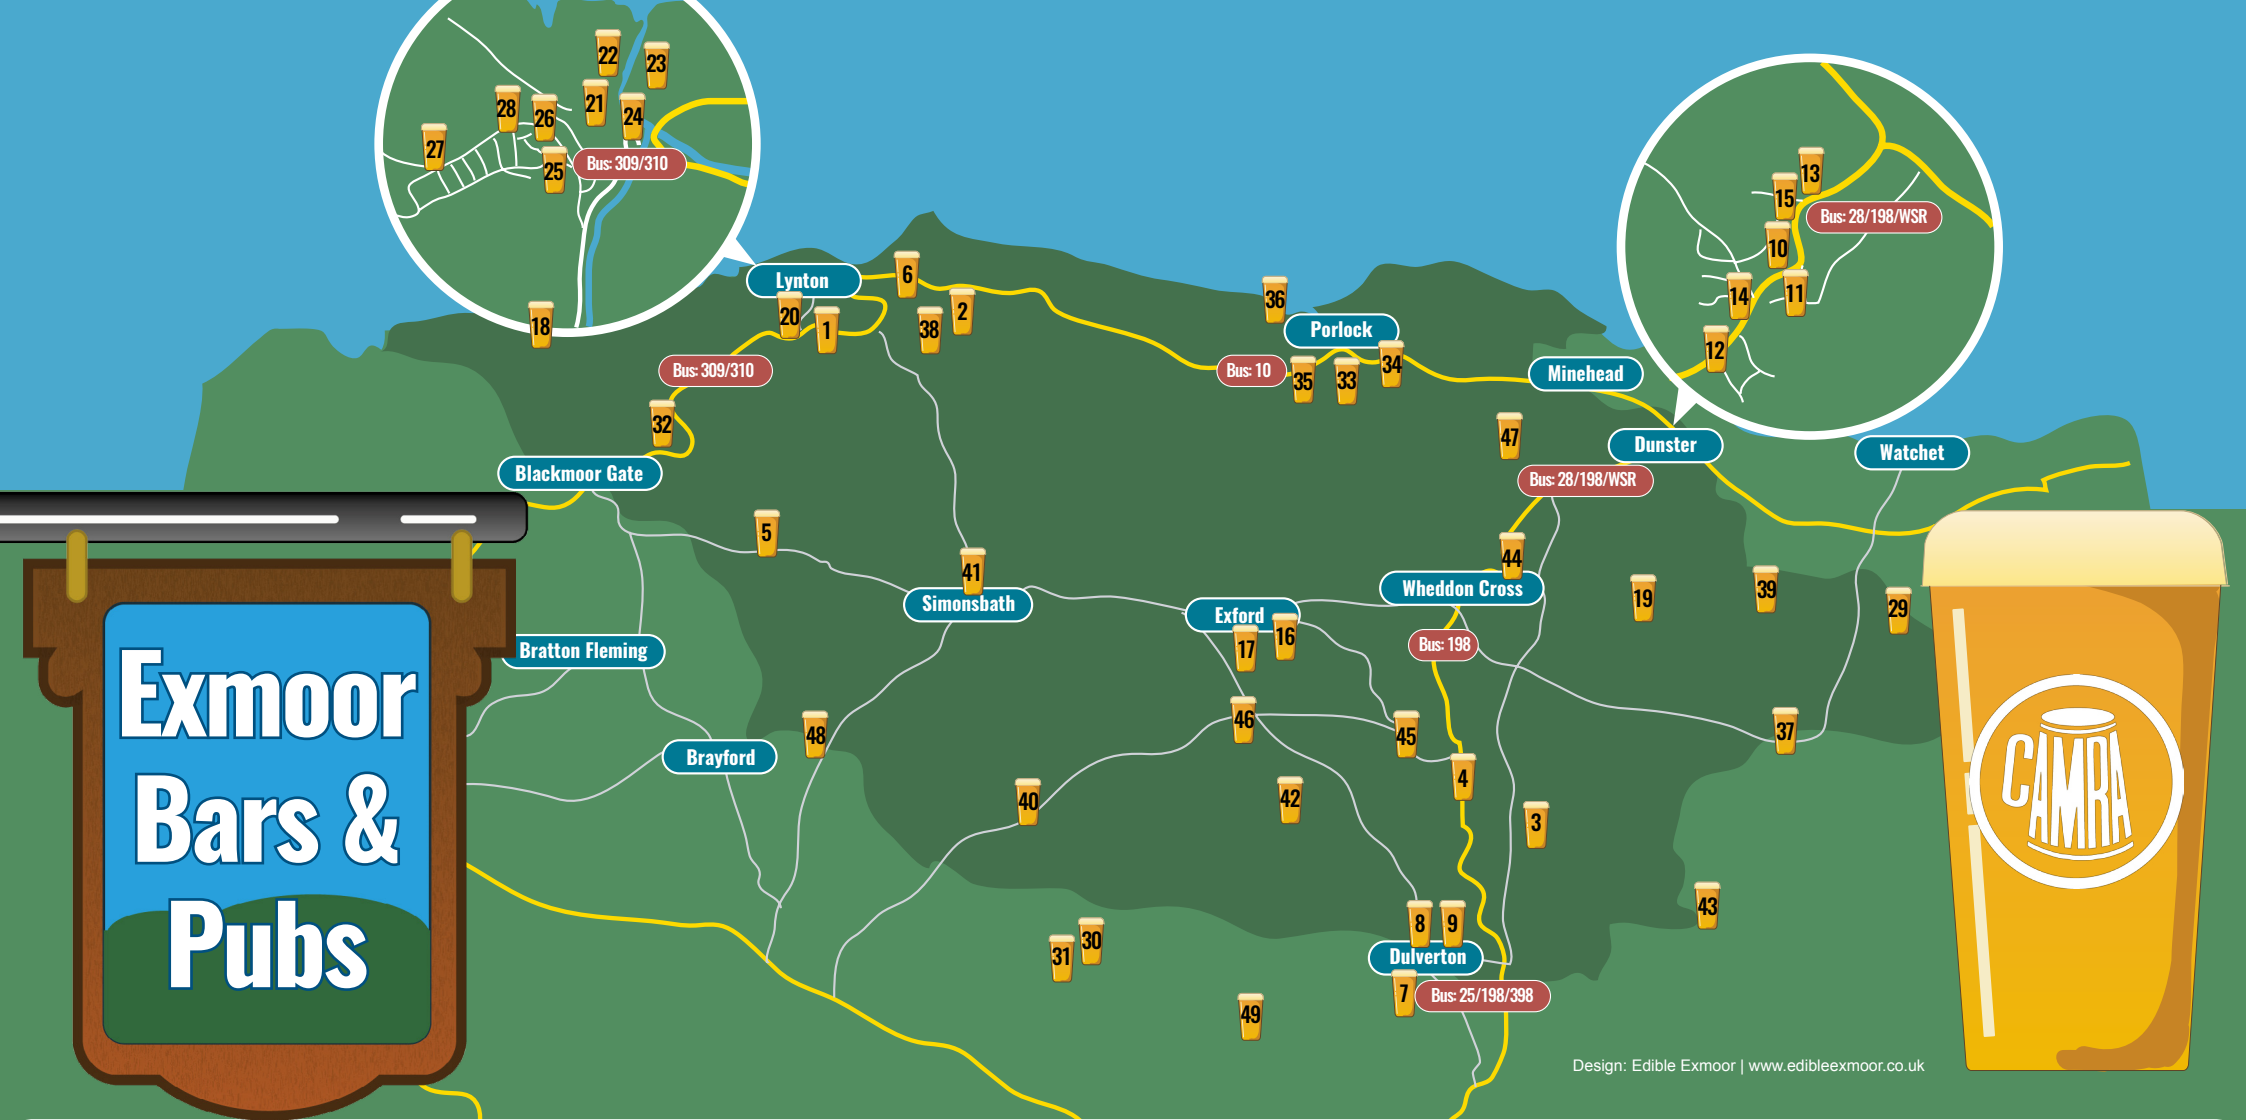 22
23
21
24
28
26
27
25
Bus: 309/310
18
13
15
Bus: 28/198/WSR
10
14
11
12
Lynton
6
20
1
38
2
36
Porlock
Bus: 309/310
Bus: 10
35
33
34
Minehead
32
47
Dunster
Watchet
Blackmoor Gate
Bus: 28/198/WSR
5
41
44
Simonsbath
Wheddon Cross
19
39
29
Exford
17
16
Bus: 198
Bratton Fleming
Exmoor
Bars &
Pubs
48
46
45
37
Brayford
4
40
42
3
CAMRA
43
8
9
31
30
Dulverton
7
Bus: 25/198/398
49
Design: Edible Exmoor | www.edibleexmoor.co.uk